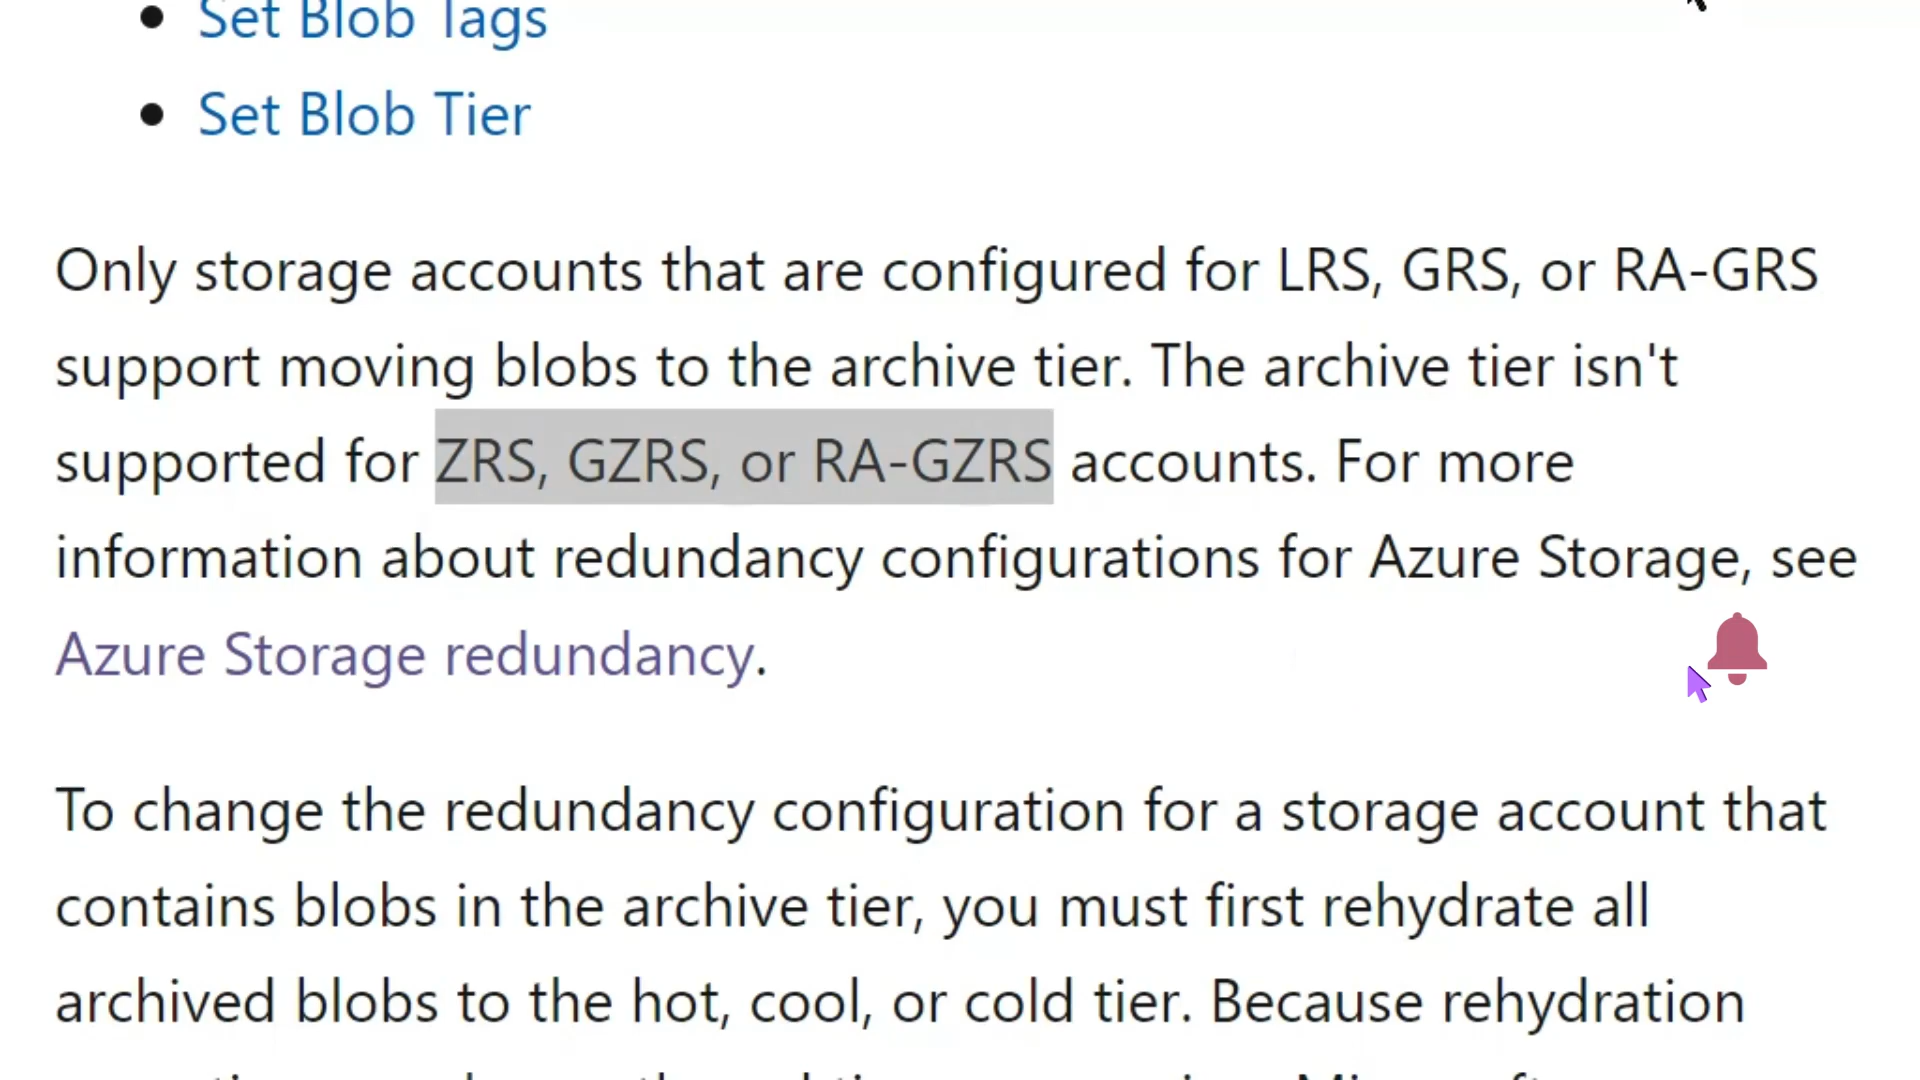 Set Blob Tags
Set Blob Tier
Only storage accounts that are configured for LRS, GRS, or RA-GRS
support moving blobs to the archive tier. The archive tier isn't
supported for ZRS, GZRS, or RA-GZRS accounts. For more
information about redundancy configurations for Azure Storage, see
Azure Storage redundancy.
To change the redundancy configuration for a storage account that
contains blobs in the archive tier, you must first rehydrate all
archived blobs to the hot, cool, or cold tier. Because rehydration